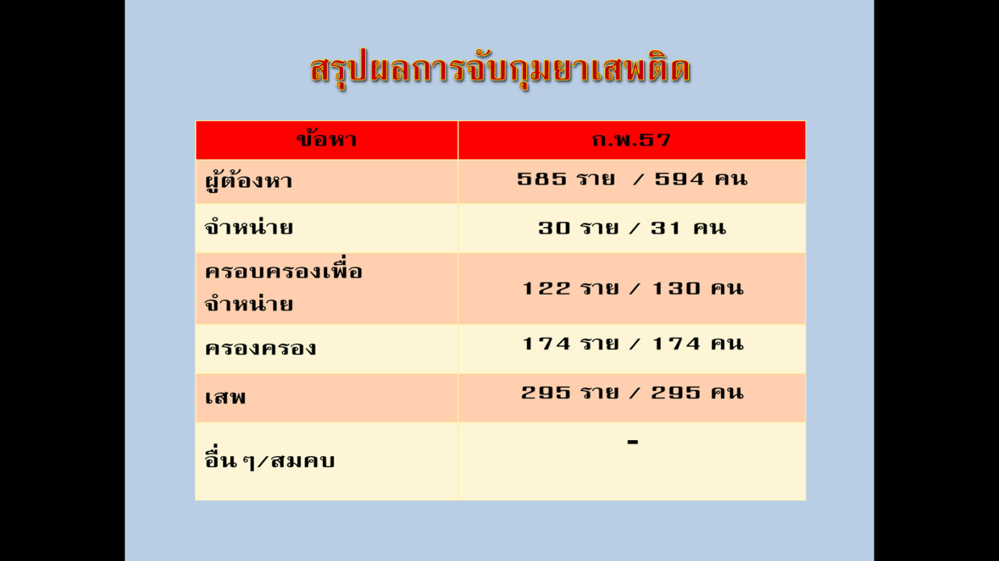 สรุปผลการจับกุมยาเสพติด
ข้อหา
ก.พ.57
ผู้ต้องหา
585 ราย / 594 คน
จำหน่าย
30 ราย / 31 คน
ครอบครองเพื่อ
จำหน่าย
122 ราย / 130 คน
ครองครอง
174 ราย / 174 คน
เสพ
295 ราย / 295 คน
อื่น ๆ/สมคบ
-